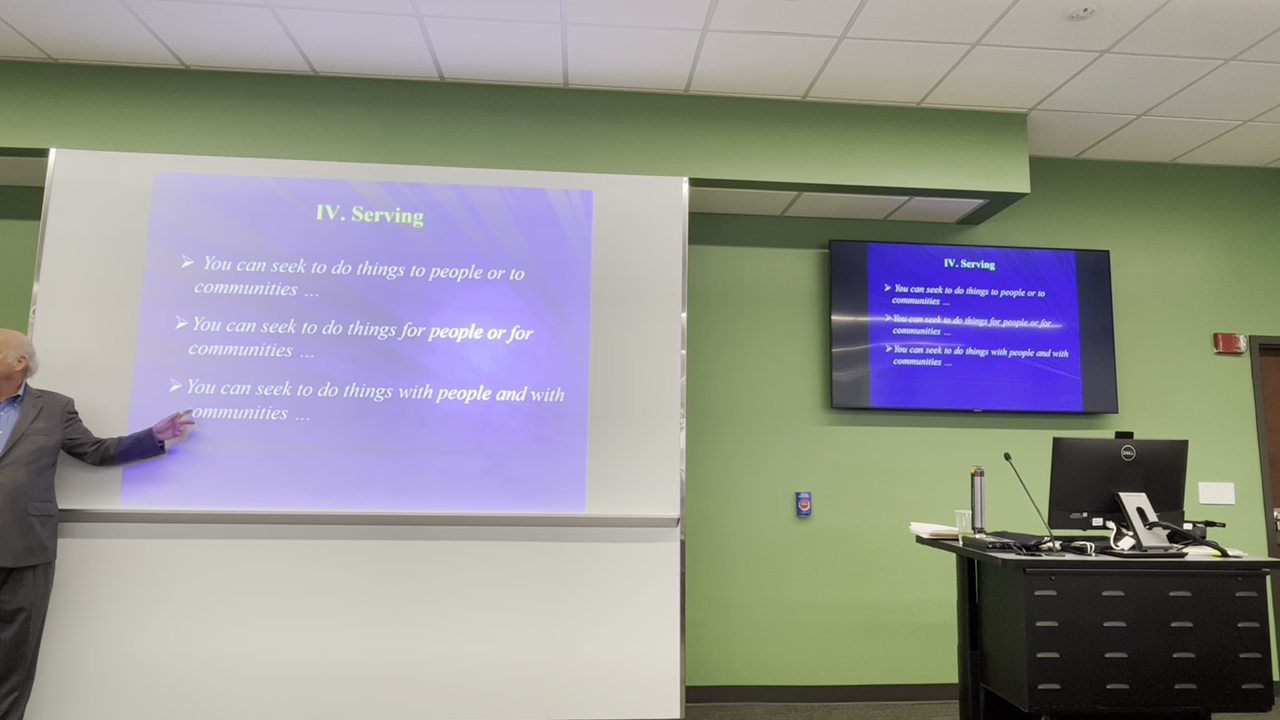 IV. Serving
➢ You can seek to do things to people or to
communities ...
➢ You can seek to do things for people or for
communities ...
➢ You can seek to do things with people and with
ommunities ...
IV. Serving
➢ You can seek to do things to people or to
communities ...
➢ You can seek to do things for people or for
communities ...
➢ You can seek to do things with people and with
communities ...
DELL